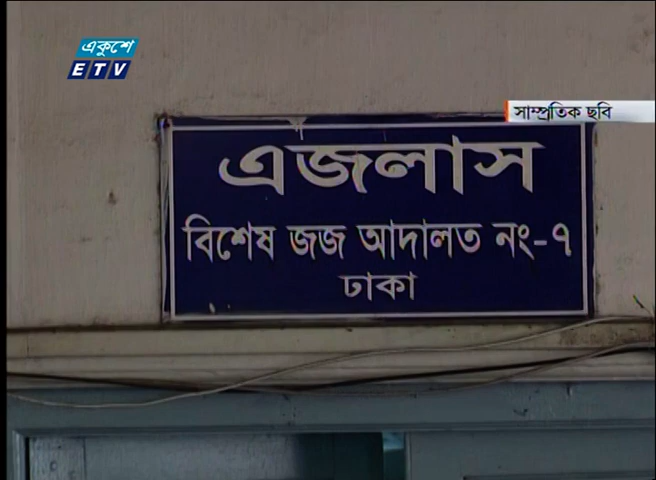 একুশে
ETV
সাম্প্রতিক ছবি
এজলাস
বিশেষ জজ আদালত নং-৭
ঢাকা